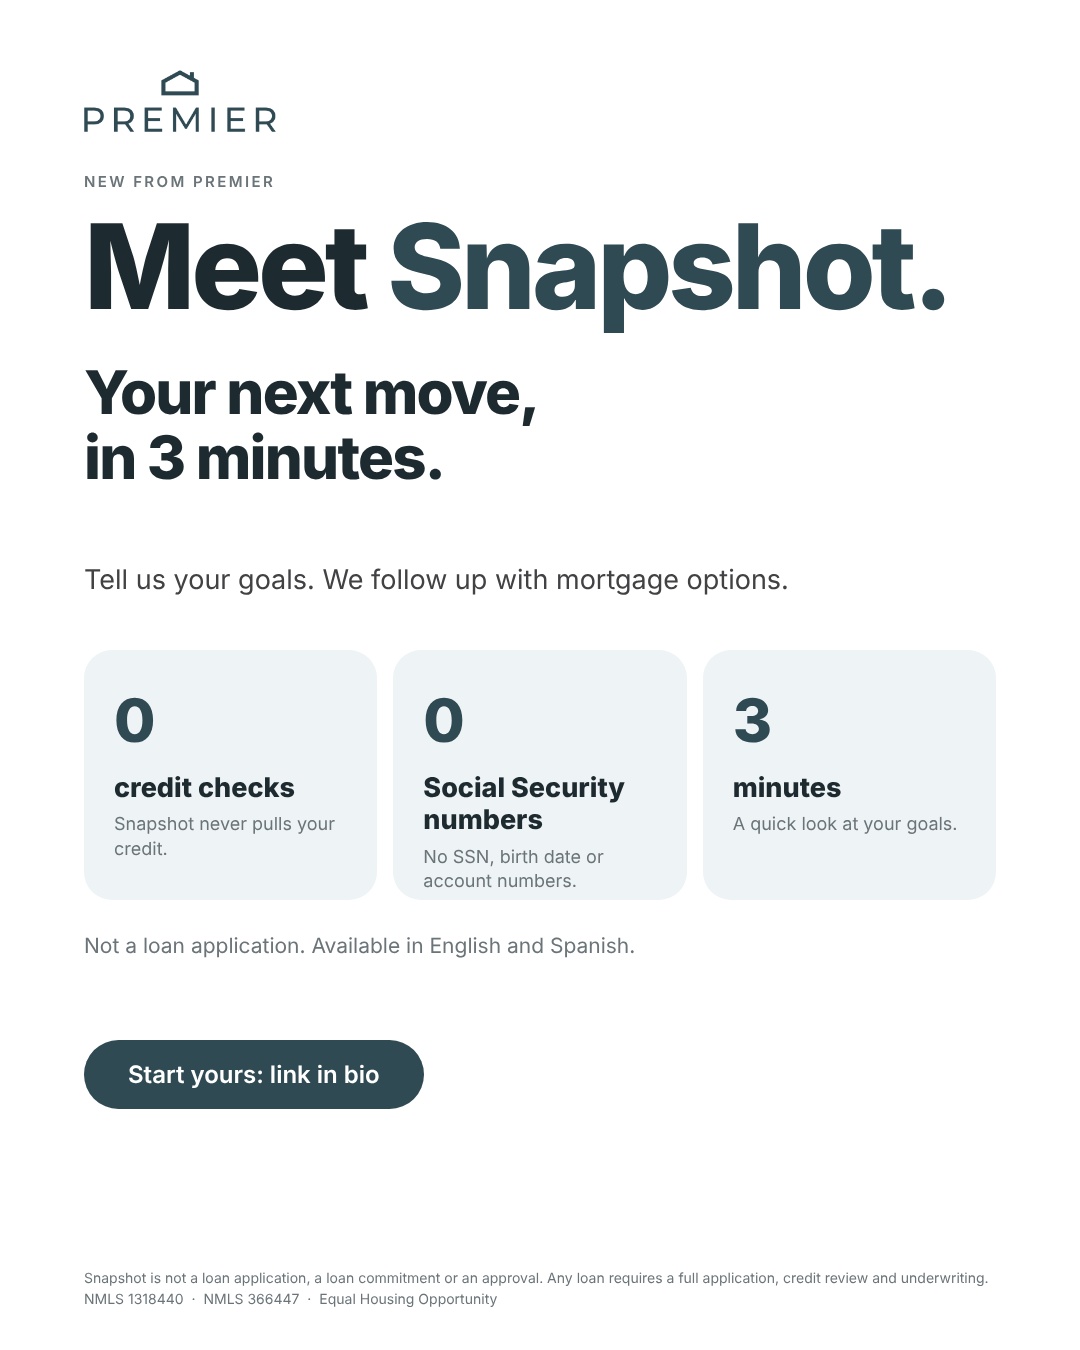 PREMIER
NEW FROM PREMIER
Meet Snapshot.
Your next move,
in 3 minutes.
Tell us your goals. We follow up with mortgage options.
0
credit checks
Snapshot never pulls your
credit.
0
Social Security
numbers
No SSN, birth date or
account numbers.
3
minutes
A quick look at your goals.
Not a loan application. Available in English and Spanish.
Start yours: link in bio
Snapshot is not a loan application, a loan commitment or an approval. Any loan requires a full application, credit review and underwriting.
NMLS 1318440 · NMLS 366447 · Equal Housing Opportunity